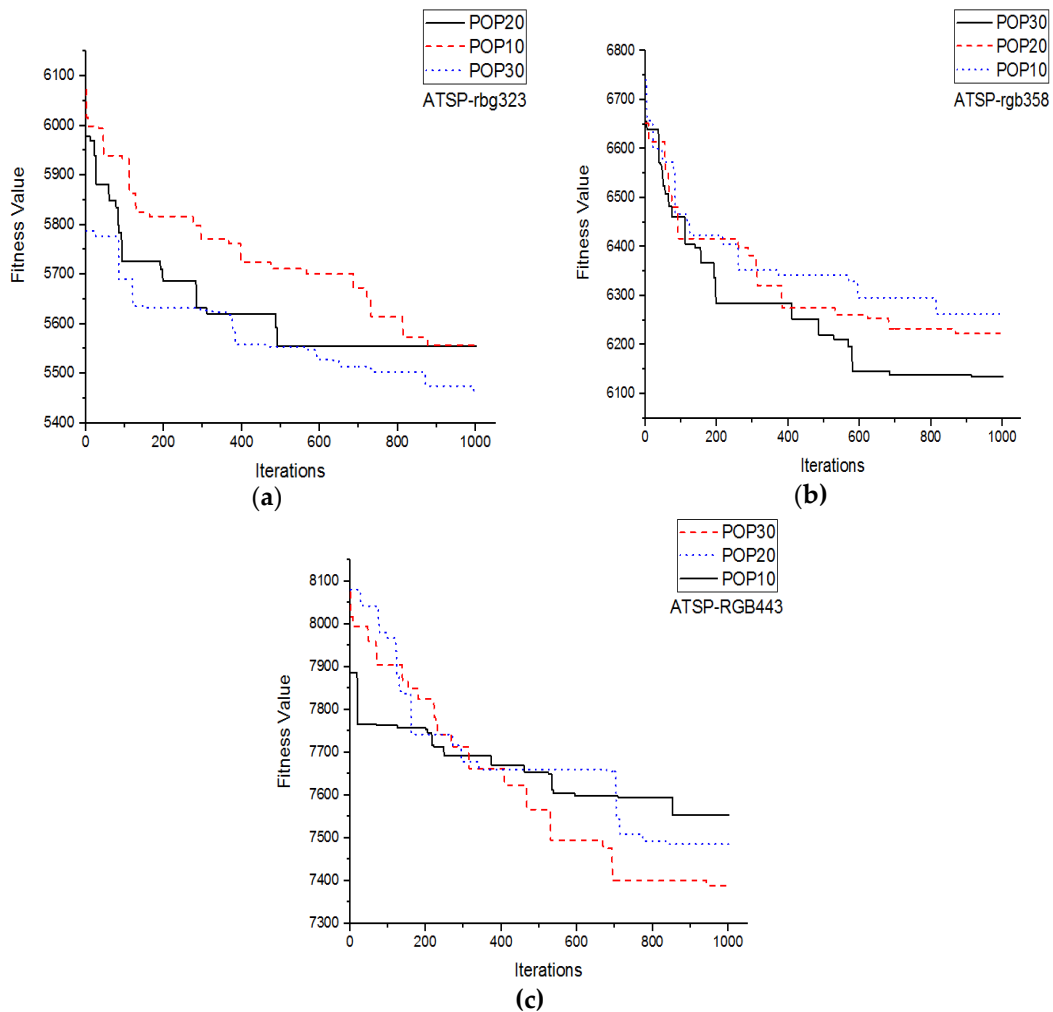 POP20
POP10
POP30
ATSP-rbg323
Fitness Value
6100
6000
5900
5800
5700
5600
5500
5400
0 200 400 600 800 1000
Iterations
(a)
POP30
POP20
POP10
ATSP-rgb358
Fitness Value
6800
6700
6600
6500
6400
6300
6200
6100
0 200 400 600 800 1000
Iterations
(b)
POP30
POP20
POP10
ATSP-RGB443
Fitness Value
8100
8000
7900
7800
7700
7600
7500
7400
7300
0 200 400 600 800 1000
Iterations
(c)